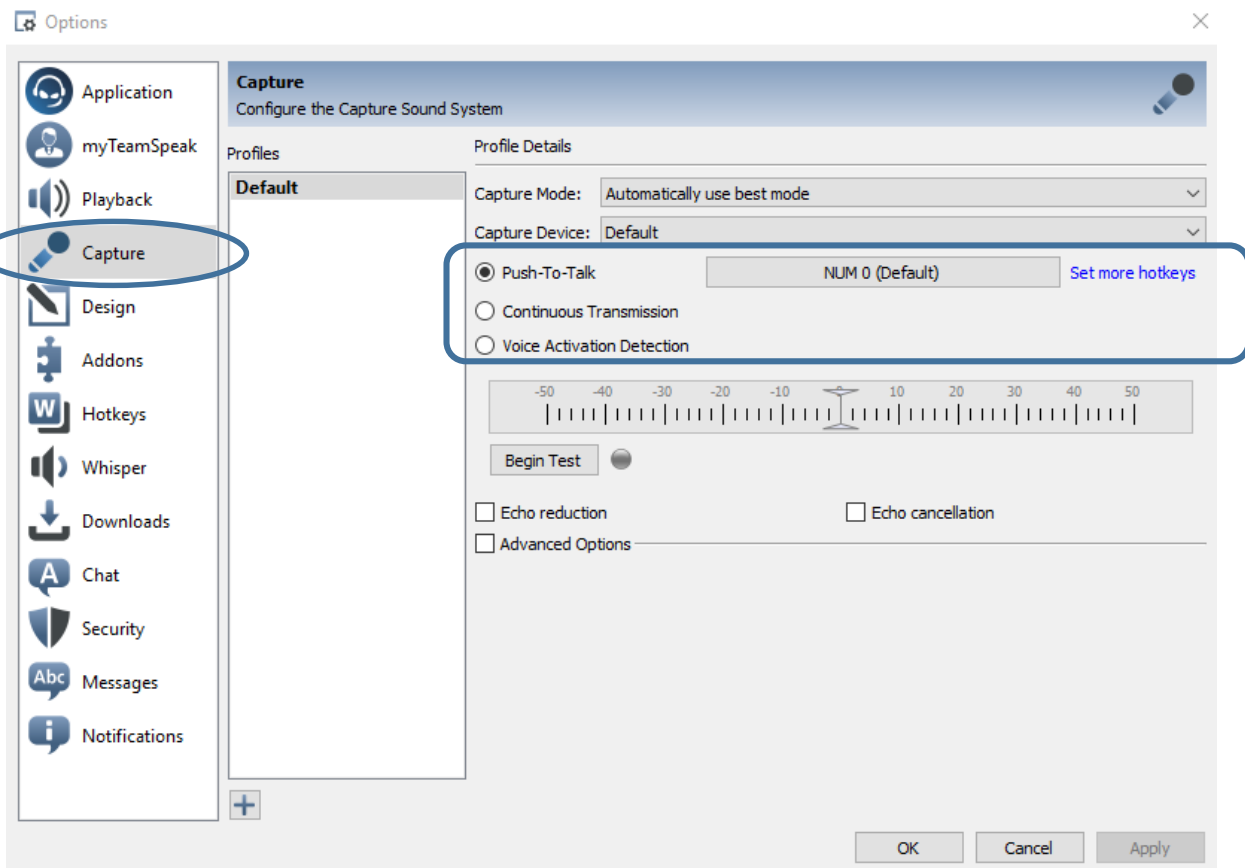 Options
Application
myTeamSpeak
Playback
Capture
Design
Addons
Hotkeys
Whisper
Downloads
Chat
Security
Messages
Notifications
Capture
Configure the Capture Sound System
Profiles
Default
Profile Details
Capture Mode: Automatically use best mode
Capture Device: Default
Push-To-Talk NUM 0 (Default) Set more hotkeys
Continuous Transmission
Voice Activation Detection
-50 -40 -30 -20 -10 0 10 20 30 40 50
Begin Test
Echo reduction Echo cancellation
Advanced Options
W
A
Abc
i
OK Cancel Apply